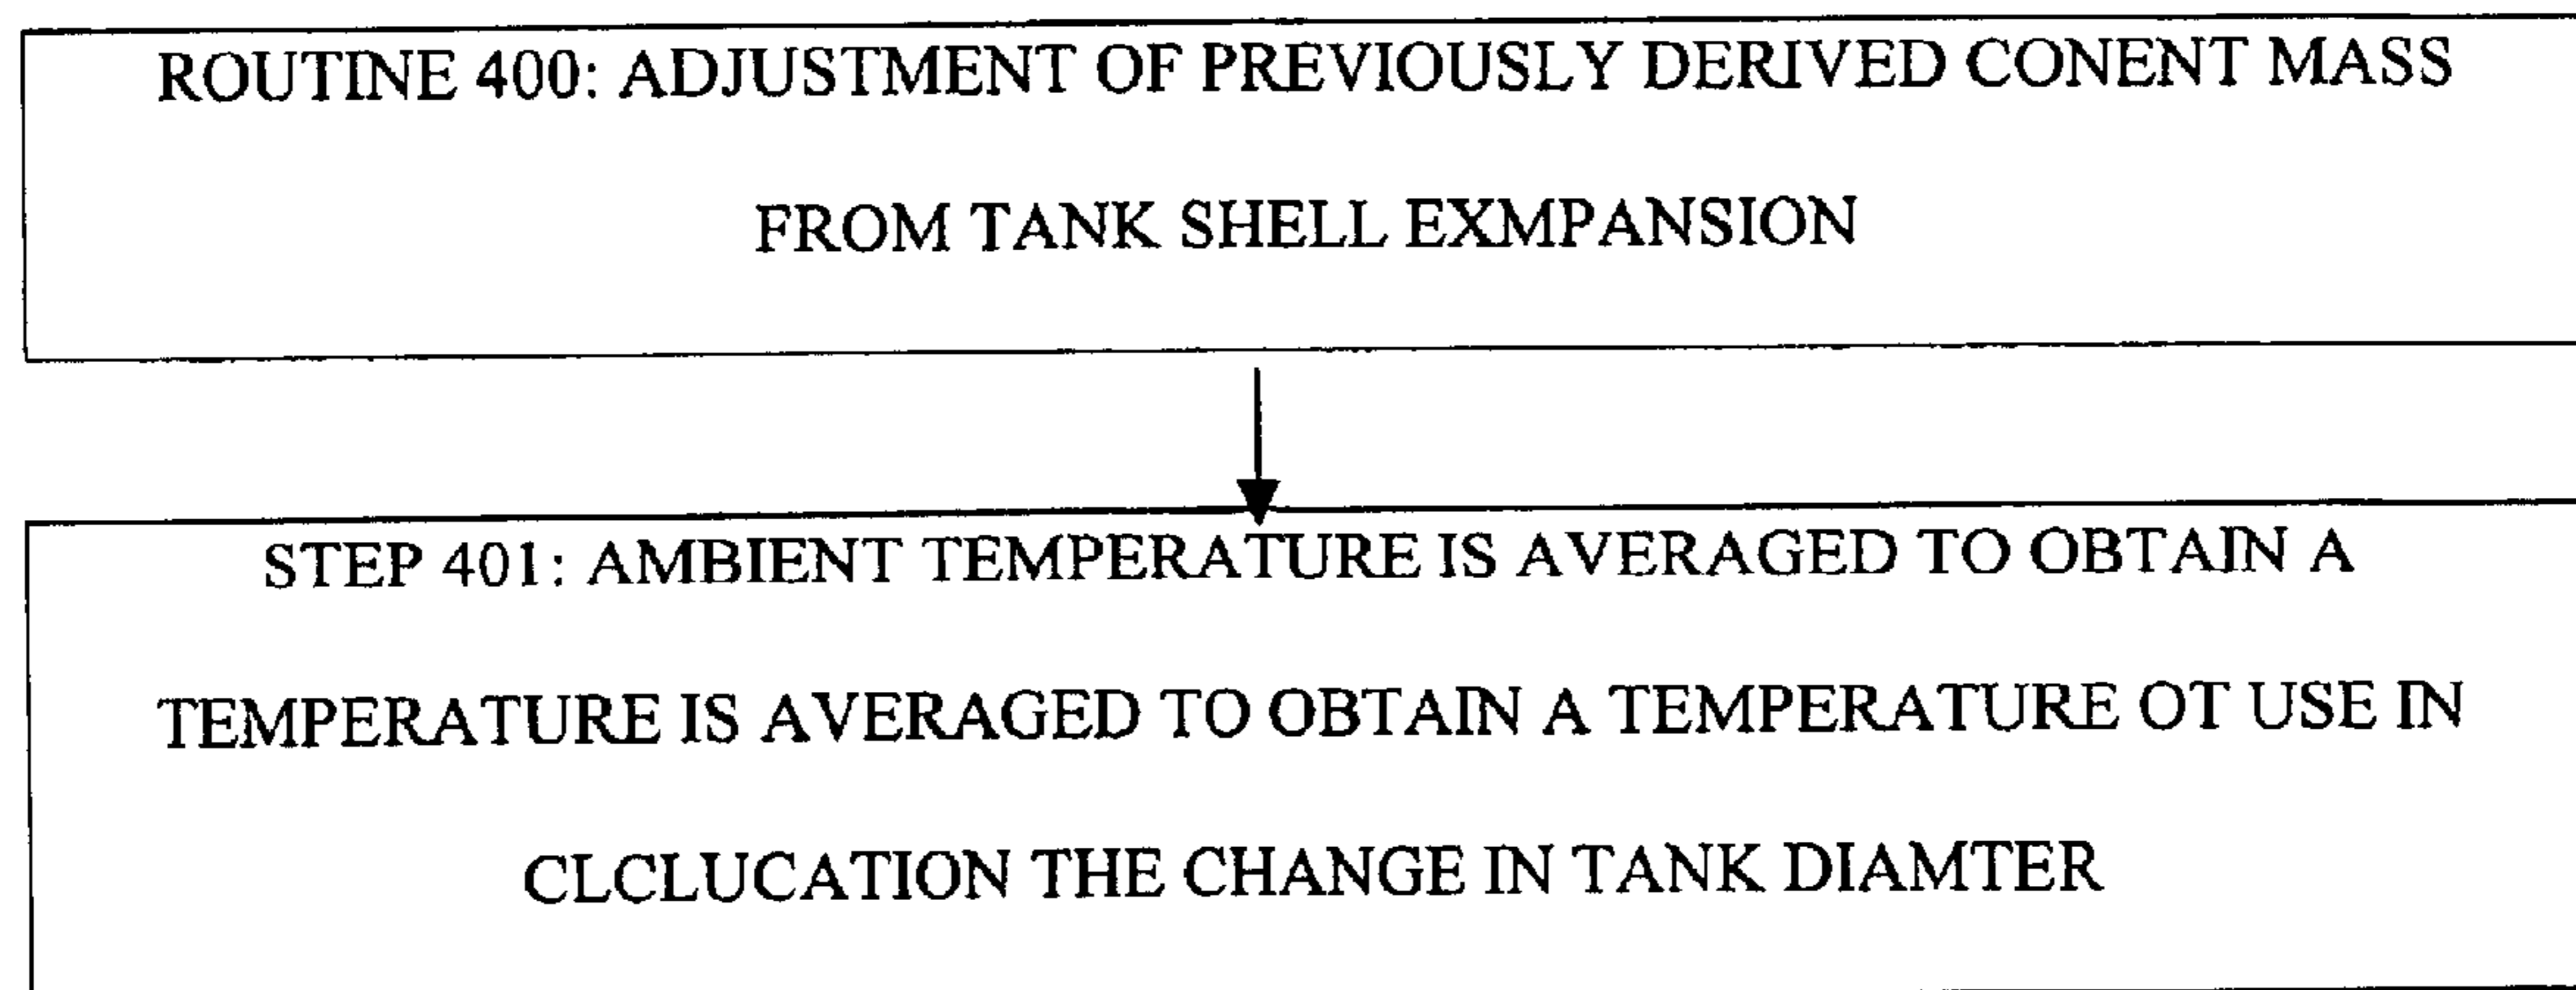 ROUTINE 400: ADJUSTMENT OF PREVIOUSLY DERIVED CONENT MASS
FROM TANK SHELL EXMPANSION
STEP 401: AMBIENT TEMPERATURE IS AVERAGED TO OBTAIN A
TEMPERATURE IS AVERAGED TO OBTAIN A TEMPERATURE OT USE IN
CLCLUCATION THE CHANGE IN TANK DIAMTER